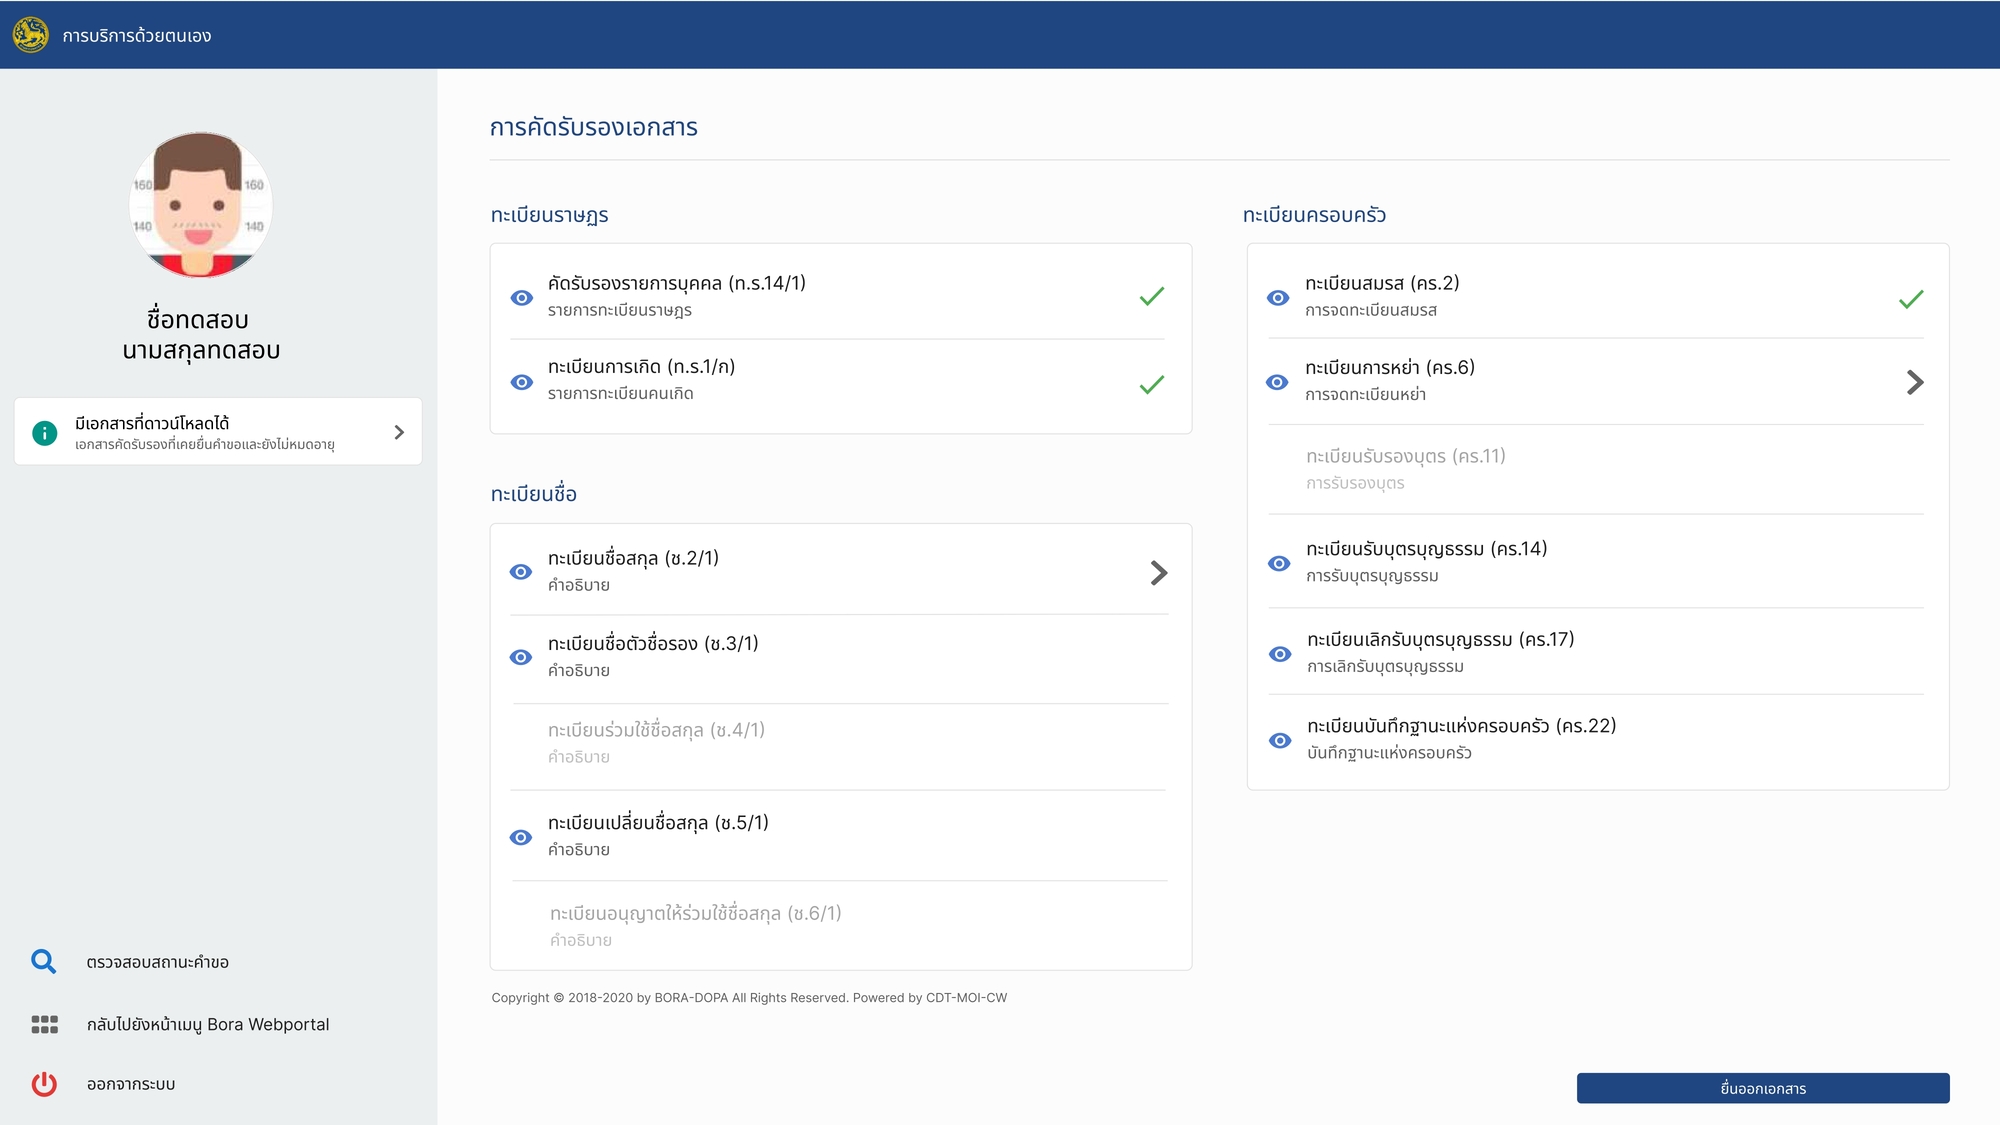 การบริการด้วยตนเอง
160 160
140 140
ชื่อทดสอบ
นามสกุลทดสอบ
มีเอกสารที่ดาวน์โหลดได้
เอกสารคัดรับรองที่เคยยื่นคำขอและยังไม่หมดอายุ
ตรวจสอบสถานะคำขอ
กลับไปยังหน้าเมนู Bora Webportal
ออกจากระบบ
การคัดรับรองเอกสาร
ทะเบียนราษฎร
คัดรับรองรายการบุคคล (ท.ร.14/1)
รายการทะเบียนราษฎร
ทะเบียนการเกิด (ท.ร.1/ก)
รายการทะเบียนคนเกิด
ทะเบียนชื่อ
ทะเบียนชื่อสกุล (ช.2/1)
คำอธิบาย
ทะเบียนชื่อตัวชื่อรอง (ช.3/1)
คำอธิบาย
ทะเบียนร่วมใช้ชื่อสกุล (ช.4/1)
คำอธิบาย
ทะเบียนเปลี่ยนชื่อสกุล (ช.5/1)
คำอธิบาย
ทะเบียนอนุญาตให้ร่วมใช้ชื่อสกุล (ช.6/1)
คำอธิบาย
ทะเบียนครอบครัว
ทะเบียนสมรส (คร.2)
การจดทะเบียนสมรส
ทะเบียนการหย่า (คร.6)
การจดทะเบียนหย่า
ทะเบียนรับรองบุตร (คร.11)
การรับรองบุตร
ทะเบียนรับบุตรบุญธรรม (คร.14)
การรับบุตรบุญธรรม
ทะเบียนเลิกรับบุตรบุญธรรม (คร.17)
การเลิกรับบุตรบุญธรรม
ทะเบียนบันทึกฐานะแห่งครอบครัว (คร.22)
บันทึกฐานะแห่งครอบครัว
Copyright © 2018-2020 by BORA-DOPA All Rights Reserved. Powered by CDT-MOI-CW
ยื่นออกเอกสาร